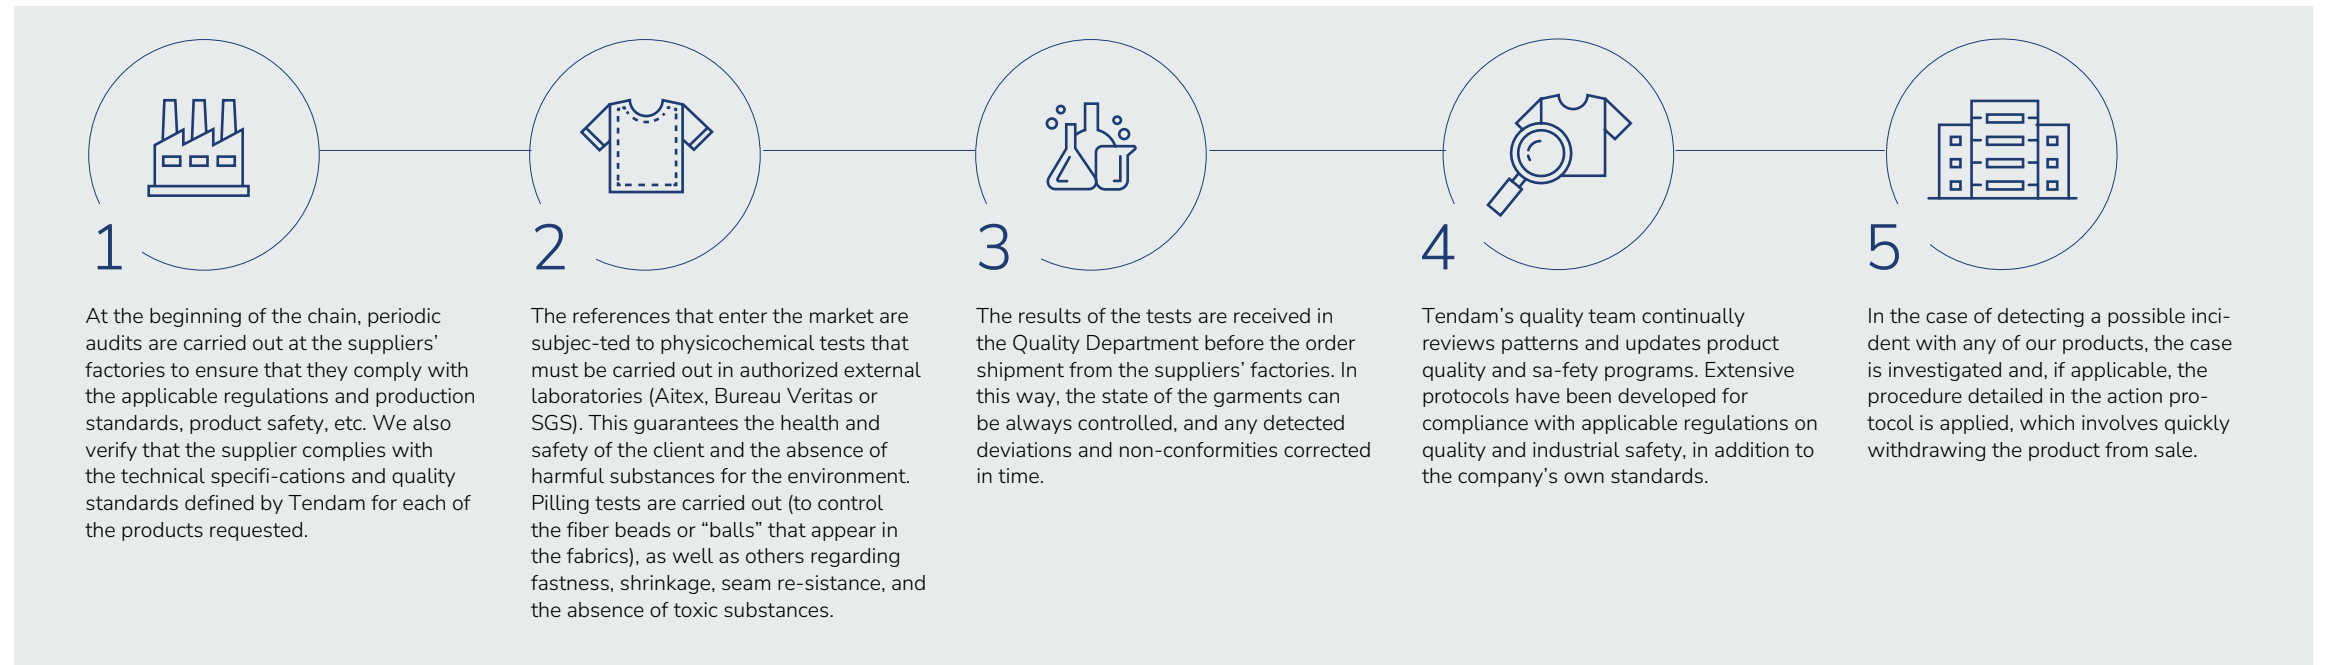 1
At the beginning of the chain, periodic
audits are carried out at the suppliers’
factories to ensure that they comply with
the applicable regulations and production
standards, product safety, etc. We also
verify that the supplier complies with
the technical specifi-cations and quality
standards defined by Tendam for each of
the products requested.
2
The references that enter the market are
subjec-ted to physicochemical tests that
must be carried out in authorized external
laboratories (Aitex, Bureau Veritas or
SGS). This guarantees the health and
safety of the client and the absence of
harmful substances for the environment.
Pilling tests are carried out (to control
the fiber beads or “balls” that appear in
the fabrics), as well as others regarding
fastness, shrinkage, seam re-sistance, and
the absence of toxic substances.
3
The results of the tests are received in
the Quality Department before the order
shipment from the suppliers’ factories. In
this way, the state of the garments can
be always controlled, and any detected
deviations and non-conformities corrected
in time.
4
Tendam’s quality team continually
reviews patterns and updates product
quality and sa-fety programs. Extensive
protocols have been developed for
compliance with applicable regulations on
quality and industrial safety, in addition to
the company’s own standards.
5
In the case of detecting a possible inci-
dent with any of our products, the case
is investigated and, if applicable, the
procedure detailed in the action pro-
tocol is applied, which involves quickly
withdrawing the product from sale.